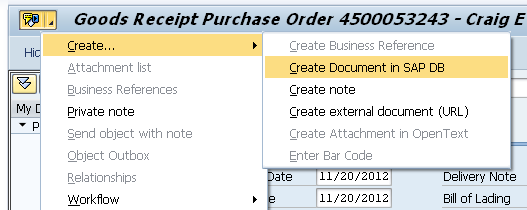 Goods Receipt Purchase Order 4500053243 - Craig E
Hic
Create...
Attachment list
Business References
Private note
Send object with note
Object Outbox
Relationships
Workflow
Create Business Reference
Create Document in SAP DB
Create note
Create external document (URL)
Create Attachment in OpenText
Enter Bar Code
My D
P
Date 11/20/2012 Delivery Note
e 11/20/2012 Bill of Lading